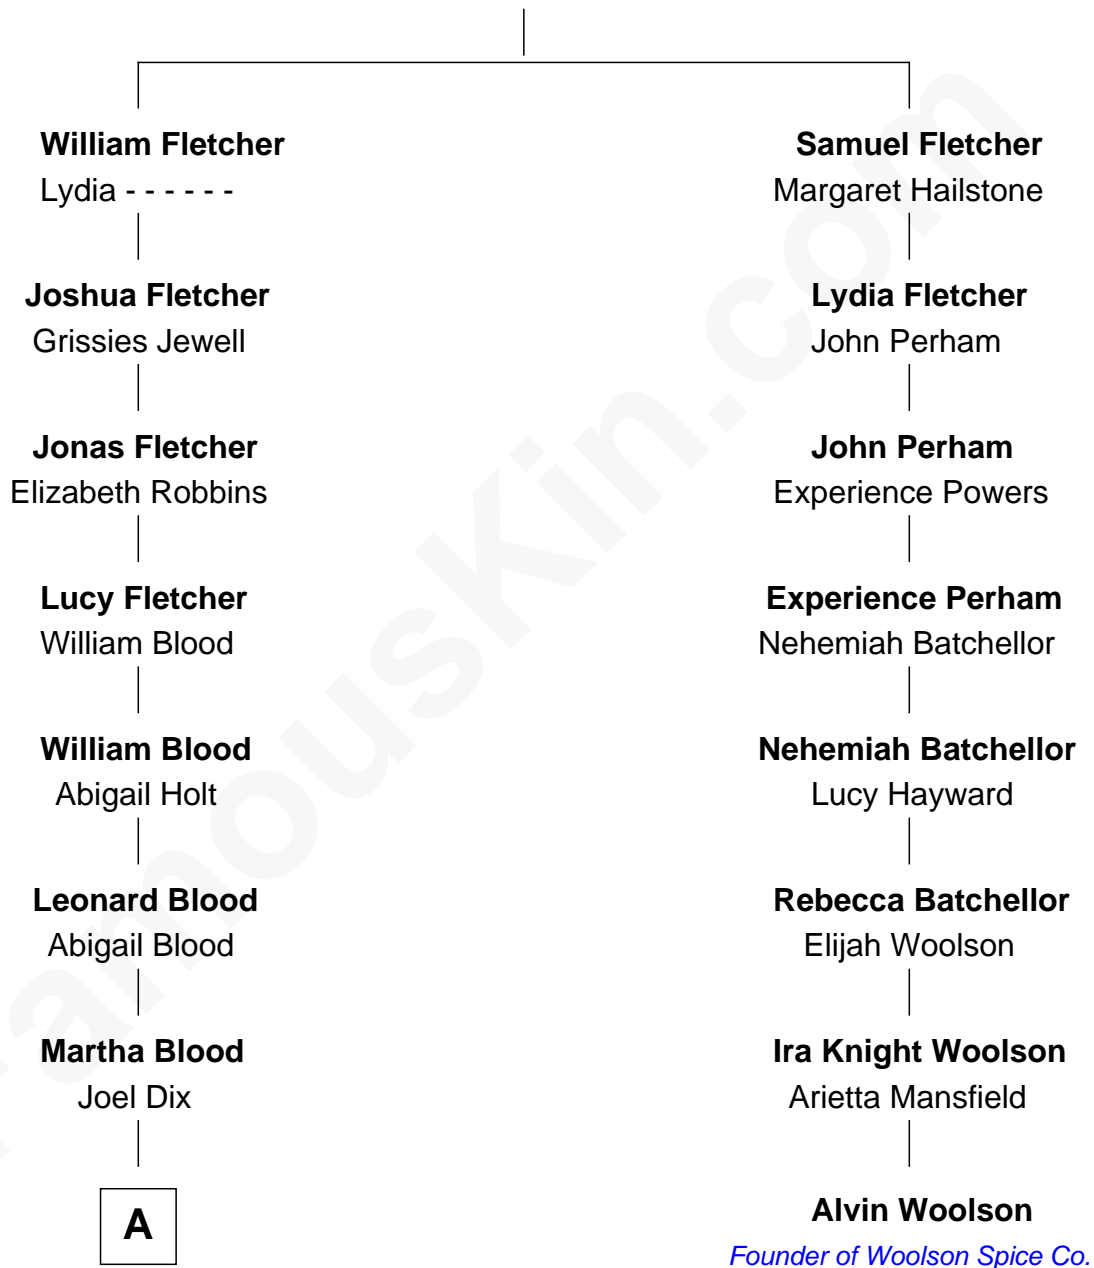 William Fletcher
Lydia - - - - - -
Joshua Fletcher
Grissies Jewell
Jonas Fletcher
Elizabeth Robbins
Lucy Fletcher
William Blood
William Blood
Abigail Holt
Leonard Blood
Abigail Blood
Martha Blood
Joel Dix
A
Samuel Fletcher
Margaret Hailstone
Lydia Fletcher
John Perham
John Perham
Experience Powers
Experience Perham
Nehemiah Batchellor
Nehemiah Batchellor
Lucy Hayward
Rebecca Batchellor
Elijah Woolson
Ira Knight Woolson
Arietta Mansfield
Alvin Woolson
Founder of Woolson Spice Co.
FamousKin.com